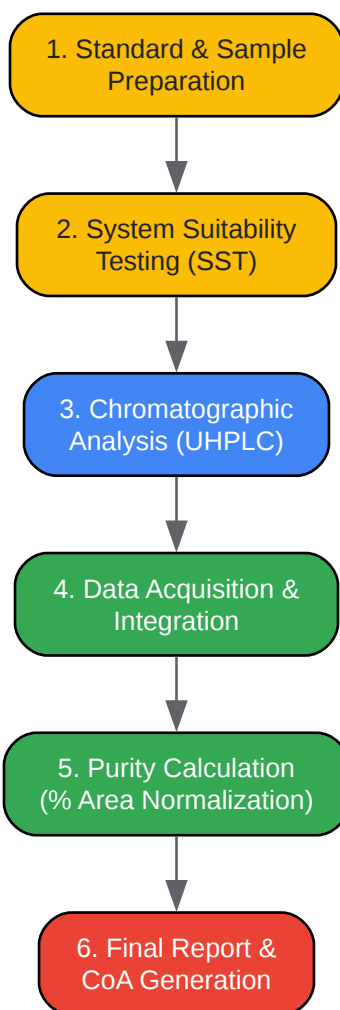 1. Standard & Sample
Preparation
2. System Suitability
Testing (SST)
3. Chromatographic
Analysis (UHPLC)
4. Data Acquisition &
Integration
5. Purity Calculation
(% Area Normalization)
6. Final Report &
CoA Generation